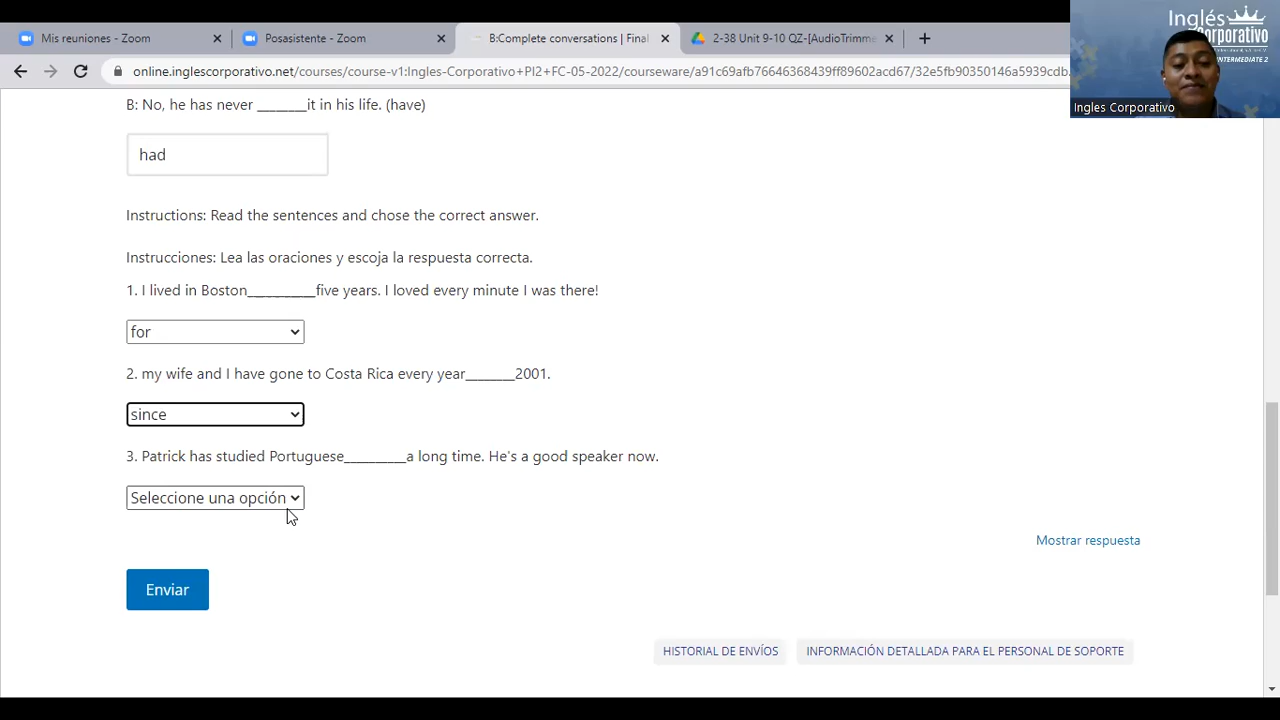 Mis reuniones - Zoom
Posasistente - Zoom
B:Complete conversations | Final
2-38 Unit 9-10 QZ-[AudioTrimme
online.inglescorporativo.net/courses/course-v1:Ingles-Corporativo+PI2+FC-05-2022/courseware/a91c69afb76646368439ff89602acd67/32e5fb90350146a5939cdb
Inglés
Corporativo
INTERMEDIATE 2
Ingles Corporativo
B: No, he has never ________it in his life. (have)
had
Instructions: Read the sentences and chose the correct answer.
Instrucciones: Lea las oraciones y escoja la respuesta correcta.
1. I lived in Boston___________five years. I loved every minute I was there!
for
2. my wife and I have gone to Costa Rica every year________2001.
since
3. Patrick has studied Portuguese__________a long time. He's a good speaker now.
Seleccione una opción
Mostrar respuesta
Enviar
HISTORIAL DE ENVÍOS
INFORMACIÓN DETALLADA PARA EL PERSONAL DE SOPORTE